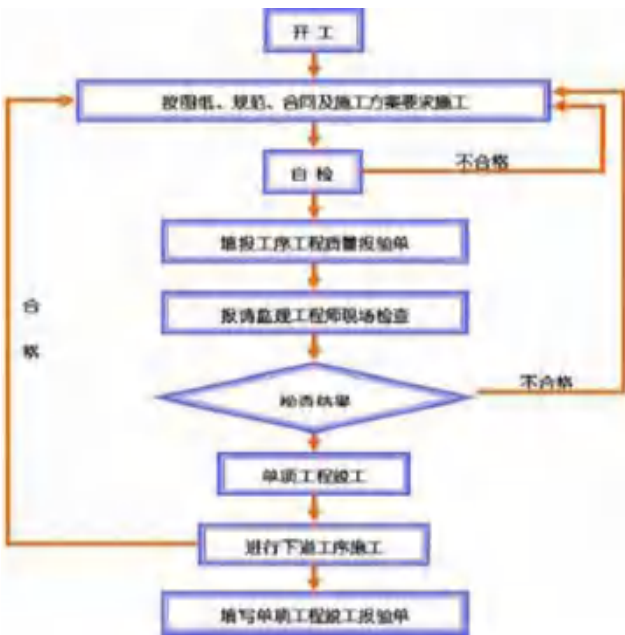 开 工
按图纸、规范、合同及施工方案要求施工
自 检
不合格
填报工序工程质量报验单
报请监理工程师现场检查
合
格
不合格
检查结果
单项工程竣工
进行下道工序施工
填写单项工程竣工报验单